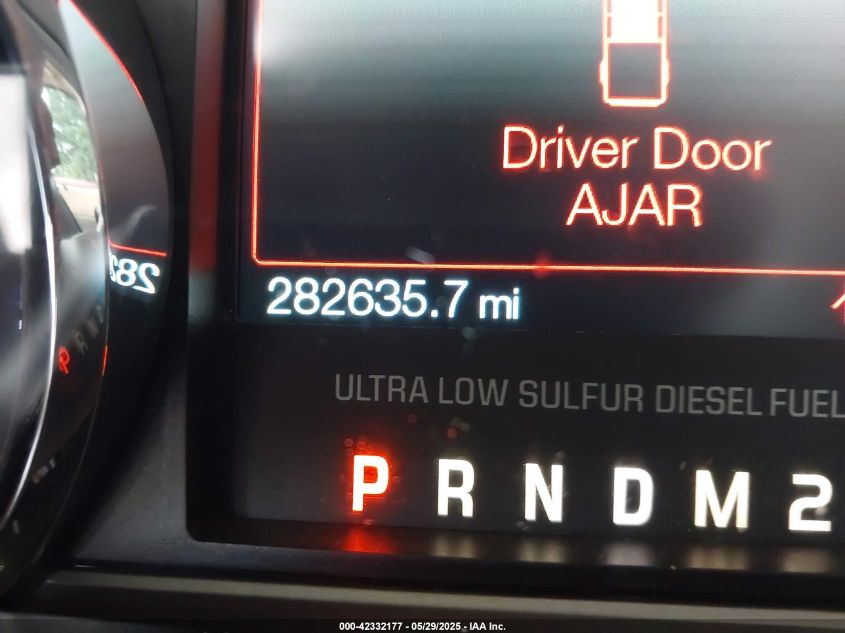 Driver Door
AJAR
282635.7 mi
ULTRA LOW SULFUR DIESEL FUEL
P R N D M 2
000-42332177 - 05/29/2025 - IAA Inc.